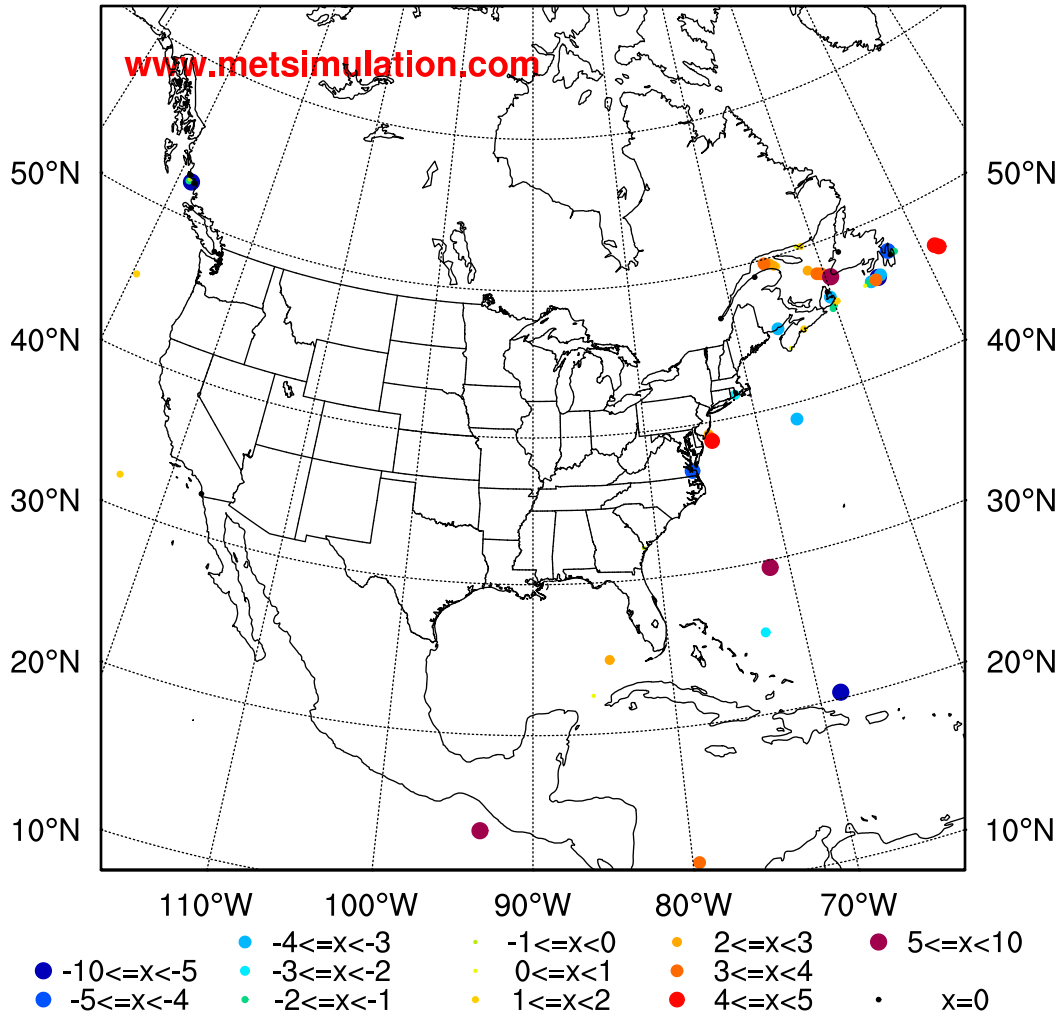 www.metsimulation.com
50°N 50°N
40°N 40°N
30°N 30°N
20°N 20°N
10°N 10°N
110°W 100°W 90°W 80°W 70°W
-4<=x<-3 -1<=x<0 2<=x<3 5<=x<10
-10<=x<-5 -3<=x<-2 0<=x<1 3<=x<4
-5<=x<-4 -2<=x<-1 1<=x<2 4<=x<5 x=0